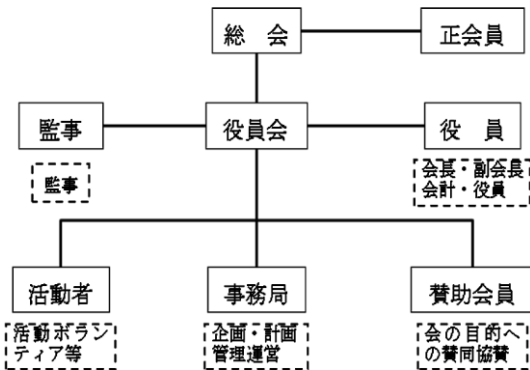 総　会
正会員
監事
役員会
役　員
監事
会長・副会長
会計・役員
活動者
事務局
賛助会員
活動ボラン
ティア等
企画・計画
管理運営
会の目的へ
の賛同協賛